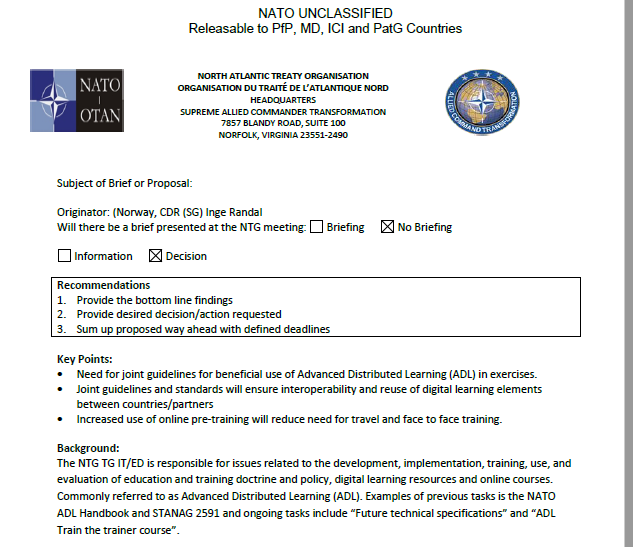 NATO UNCLASSIFIED
Releasable to PfP, MD, ICI and PatG Countries
NATO
OTAN
NORTH ATLANTIC TREATY ORGANISATION
ORGANISATION DU TRAITÉ DE L'ATLANTIQUE NORD
HEADQUARTERS
SUPREME ALLIED COMMANDER TRANSFORMATION
7857 BLANDY ROAD, SUITE 100
NORFOLK, VIRGINIA 23551-2490
ALLIED COMMAND TRANSFORMATION
Subject of Brief or Proposal:
Originator: (Norway, CDR (SG) Inge Randal
Will there be a brief presented at the NTG meeting: ☐ Briefing ☒ No Briefing
☐ Information ☒ Decision
Recommendations
1. Provide the bottom line findings
2. Provide desired decision/action requested
3. Sum up proposed way ahead with defined deadlines
Key Points:
• Need for joint guidelines for beneficial use of Advanced Distributed Learning (ADL) in exercises.
• Joint guidelines and standards will ensure interoperability and reuse of digital learning elements
between countries/partners
• Increased use of online pre-training will reduce need for travel and face to face training.
Background:
The NTG TG IT/ED is responsible for issues related to the development, implementation, training, use, and
evaluation of education and training doctrine and policy, digital learning resources and online courses.
Commonly referred to as Advanced Distributed Learning (ADL). Examples of previous tasks is the NATO
ADL Handbook and STANAG 2591 and ongoing tasks include "Future technical specifications" and "ADL
Train the trainer course".